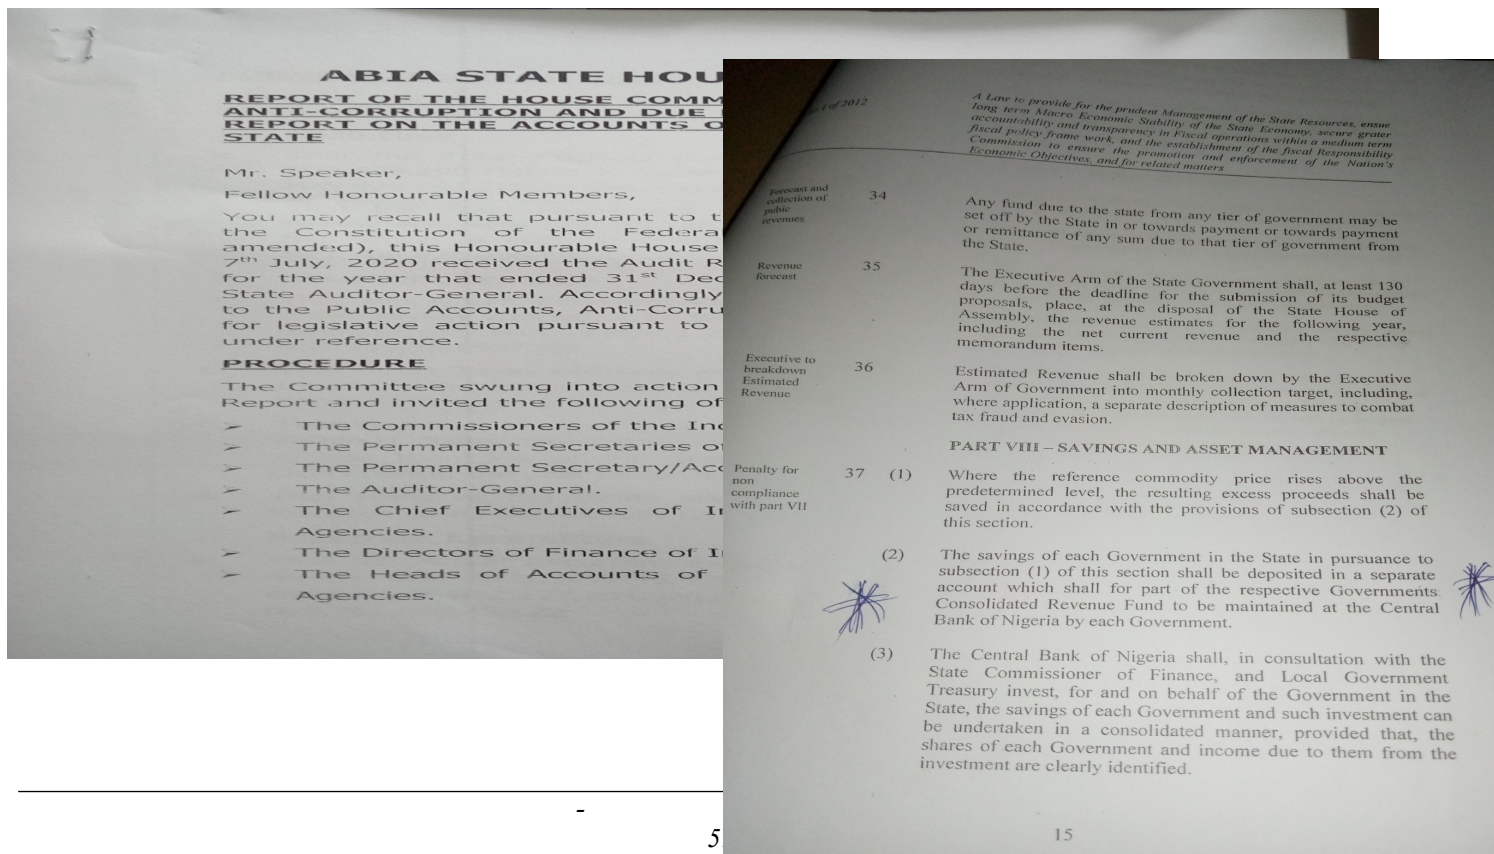 ABIA STATE HOU
REPORT OF THE HOUSE COMM
ANTI-CORRUPTION AND DUE
REPORT ON THE ACCOUNTS O
STATE
Mr. Speaker,
Fellow Honourable Members,
You may recall that pursuant to t
the Constitution of the Federa
amended), this Honourable House
7th July, 2020 received the Audit R
for the year that ended 31st Dec
State Auditor-General. Accordingly
to the Public Accounts, Anti-Corru
for legislative action pursuant to
under reference.
PROCEDURE
The Committee swung into action
Report and invited the following of
➢ The Commissioners of the Ind
➢ The Permanent Secretaries of
➢ The Permanent Secretary/Acc
➢ The Auditor-General.
➢ The Chief Executives of In
Agencies.
➢ The Directors of Finance of I
➢ The Heads of Accounts of
Agencies.
-
5
of 2012
A Law to provide for the prudent Management of the State Resources, ensue
long term Macro Economic Stability of the State Economy, secure grater
accountability and transparency in Fiscal operations within a medium term
fiscal policy frame work, and the establishment of the fiscal Responsibility
Commission to ensure the promotion and enforcement of the Nation's
Economic Objectives, and for related matters
Forecast and
collection of
pubic
revenues
34
Any fund due to the state from any tier of government may be
set off by the State in or towards payment or towards payment
or remittance of any sum due to that tier of government from
the State.
Revenue
forecast
35
The Executive Arm of the State Government shall, at least 130
days before the deadline for the submission of its budget
proposals, place, at the disposal of the State House of
Assembly, the revenue estimates for the following year,
including the net current revenue and the respective
memorandum items.
Executive to
breakdown
Estimated
Revenue
36
Estimated Revenue shall be broken down by the Executive
Arm of Government into monthly collection target, including,
where application, a separate description of measures to combat
tax fraud and evasion.
PART VIII – SAVINGS AND ASSET MANAGEMENT
Penalty for
non
compliance
with part VII
37 (1) Where the reference commodity price rises above the
predetermined level, the resulting excess proceeds shall be
saved in accordance with the provisions of subsection (2) of
this section.
(2) The savings of each Government in the State in pursuance to
subsection (1) of this section shall be deposited in a separate
account which shall for part of the respective Governments
Consolidated Revenue Fund to be maintained at the Central
Bank of Nigeria by each Government.
(3) The Central Bank of Nigeria shall, in consultation with the
State Commissioner of Finance, and Local Government
Treasury invest, for and on behalf of the Government in the
State, the savings of each Government and such investment can
be undertaken in a consolidated manner, provided that, the
shares of each Government and income due to them from the
investment are clearly identified.
15